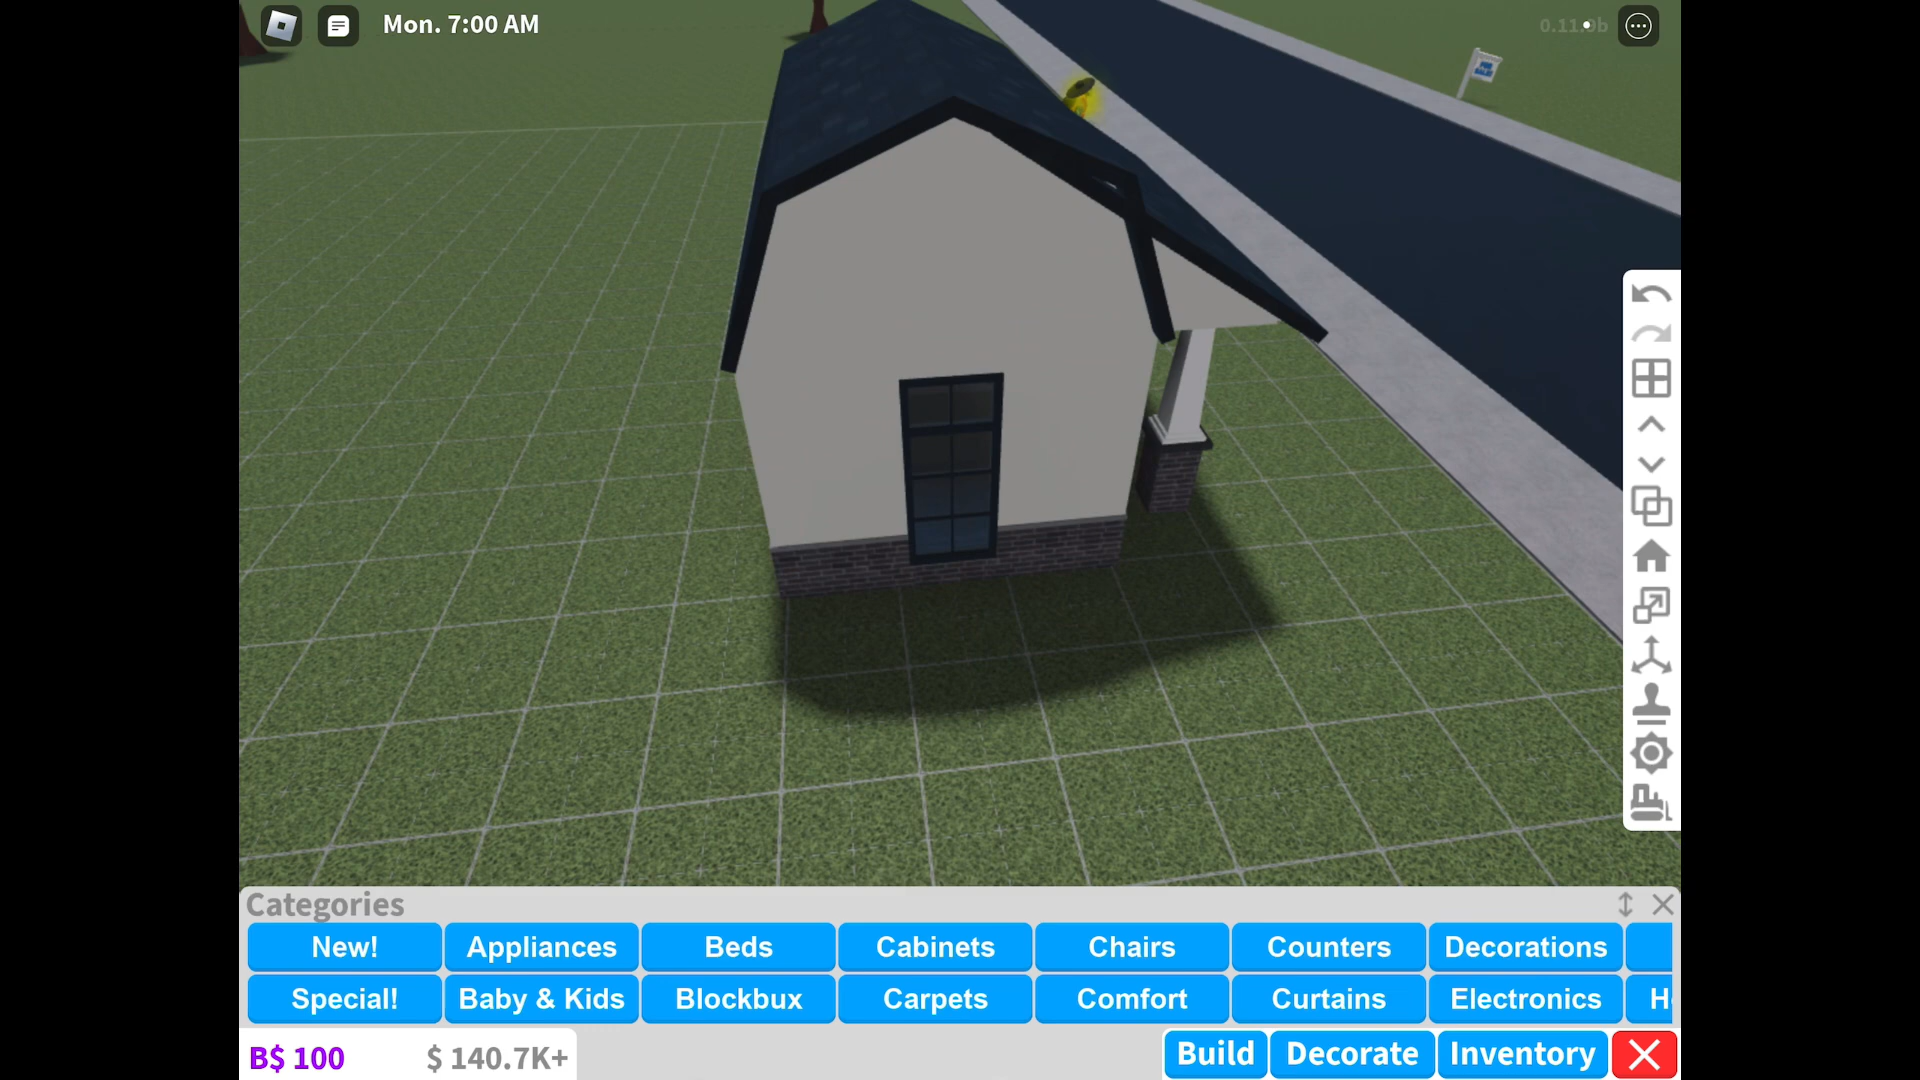 Mon. 7:00 AM
Categories
New! Appliances Beds Cabinets Chairs Counters Decorations
Special! Baby & Kids Blockbux Carpets Comfort Curtains Electronics
B$ 100 $ 140.7K+ Build Decorate Inventory